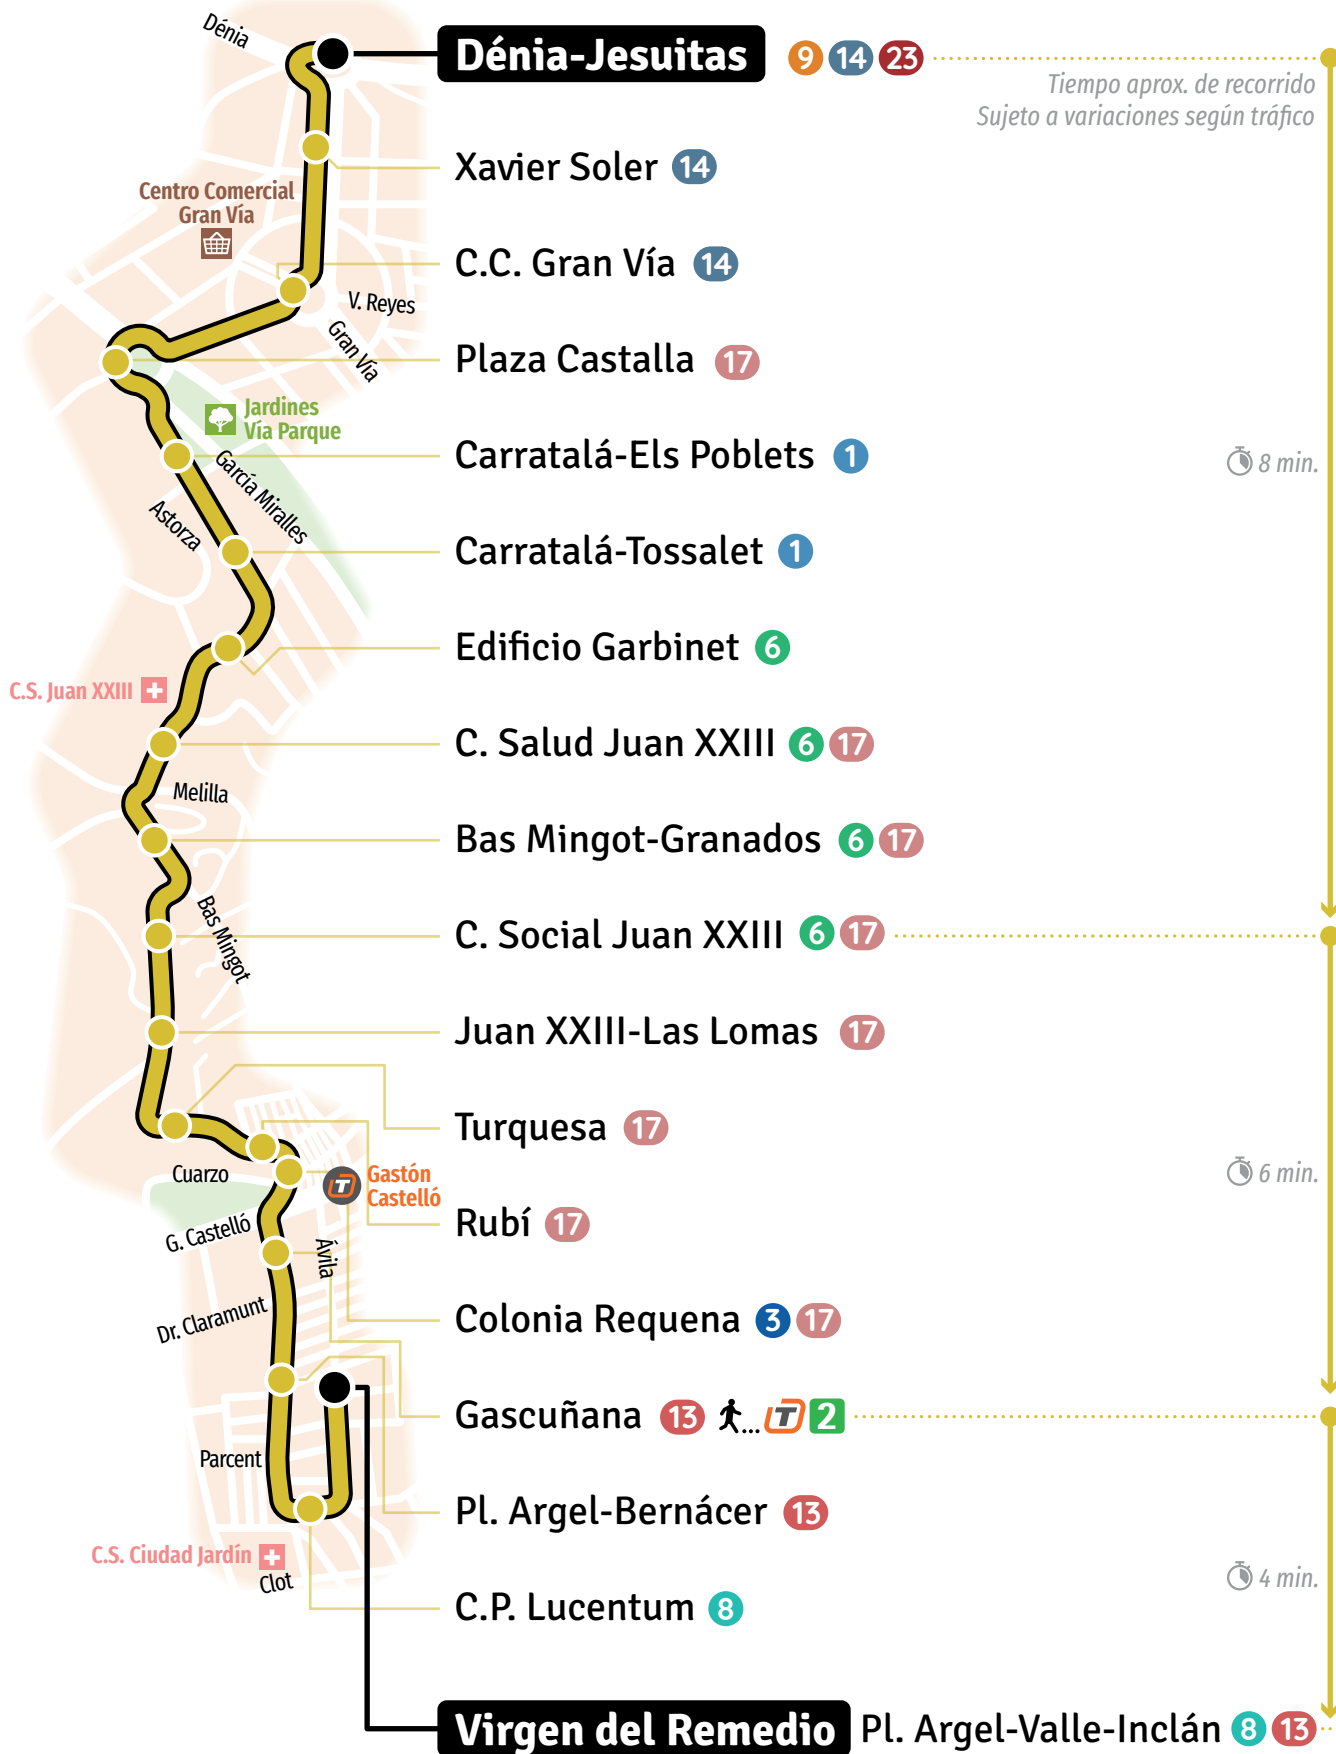 Dénia
Dénia-Jesuitas 9 14 23
Tiempo aprox. de recorrido
Sujeto a variaciones según tráfico
Xavier Soler 14
Centro Comercial
Gran Vía
C.C. Gran Vía 14
V. Reyes
Gran Vía
Plaza Castalla 17
Jardines
Vía Parque
García Miralles
Carratalá-Els Poblets 1
8 min.
Astorza
Carratalá-Tossalet 1
Edificio Garbinet 6
C.S. Juan XXIII
C. Salud Juan XXIII 6 17
Melilla
Bas Mingot-Granados 6 17
Bas Mingot
C. Social Juan XXIII 6 17
Juan XXIII-Las Lomas 17
Turquesa 17
Cuarzo
T
Gastón
Castelló
6 min.
G. Castelló
Rubí 17
Ávila
Dr. Claramunt
Colonia Requena 3 17
Gascuñana 13 ... T 2
Parcent
Pl. Argel-Bernácer 13
C.S. Ciudad Jardín
Clot
4 min.
C.P. Lucentum 8
Virgen del Remedio Pl. Argel-Valle-Inclán 8 13